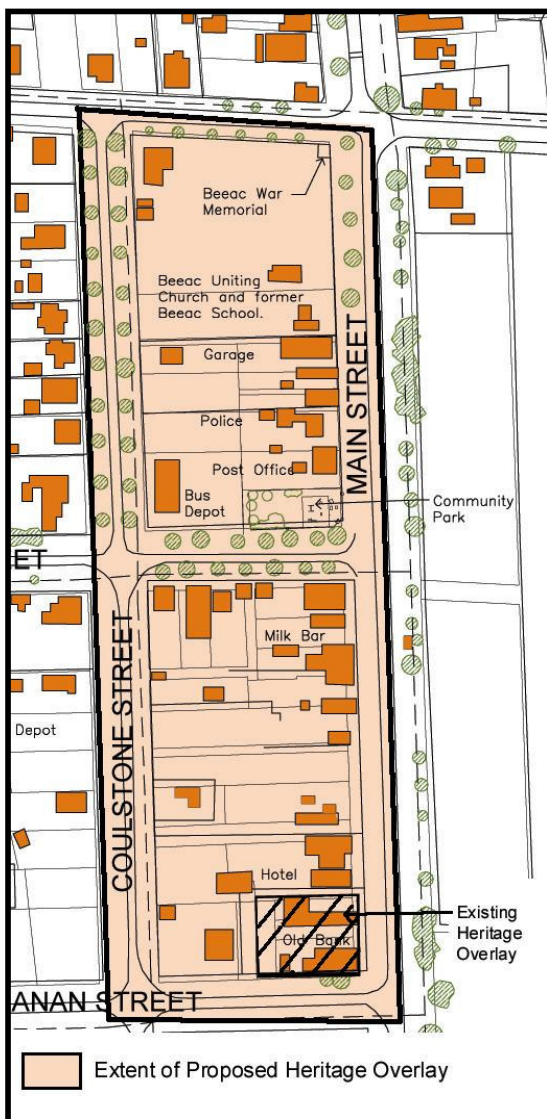 Beeac War
Memorial
Beeac Uniting
Church and former
Beeac School.
Garage
MAIN STREET
Police
Post Office
Bus
Depot
Community
Park
ET
Milk Bar
COULSTONE STREET
Depot
Hotel
Existing
Heritage
Overlay
Old Bank
ANAN STREET
Extent of Proposed Heritage Overlay